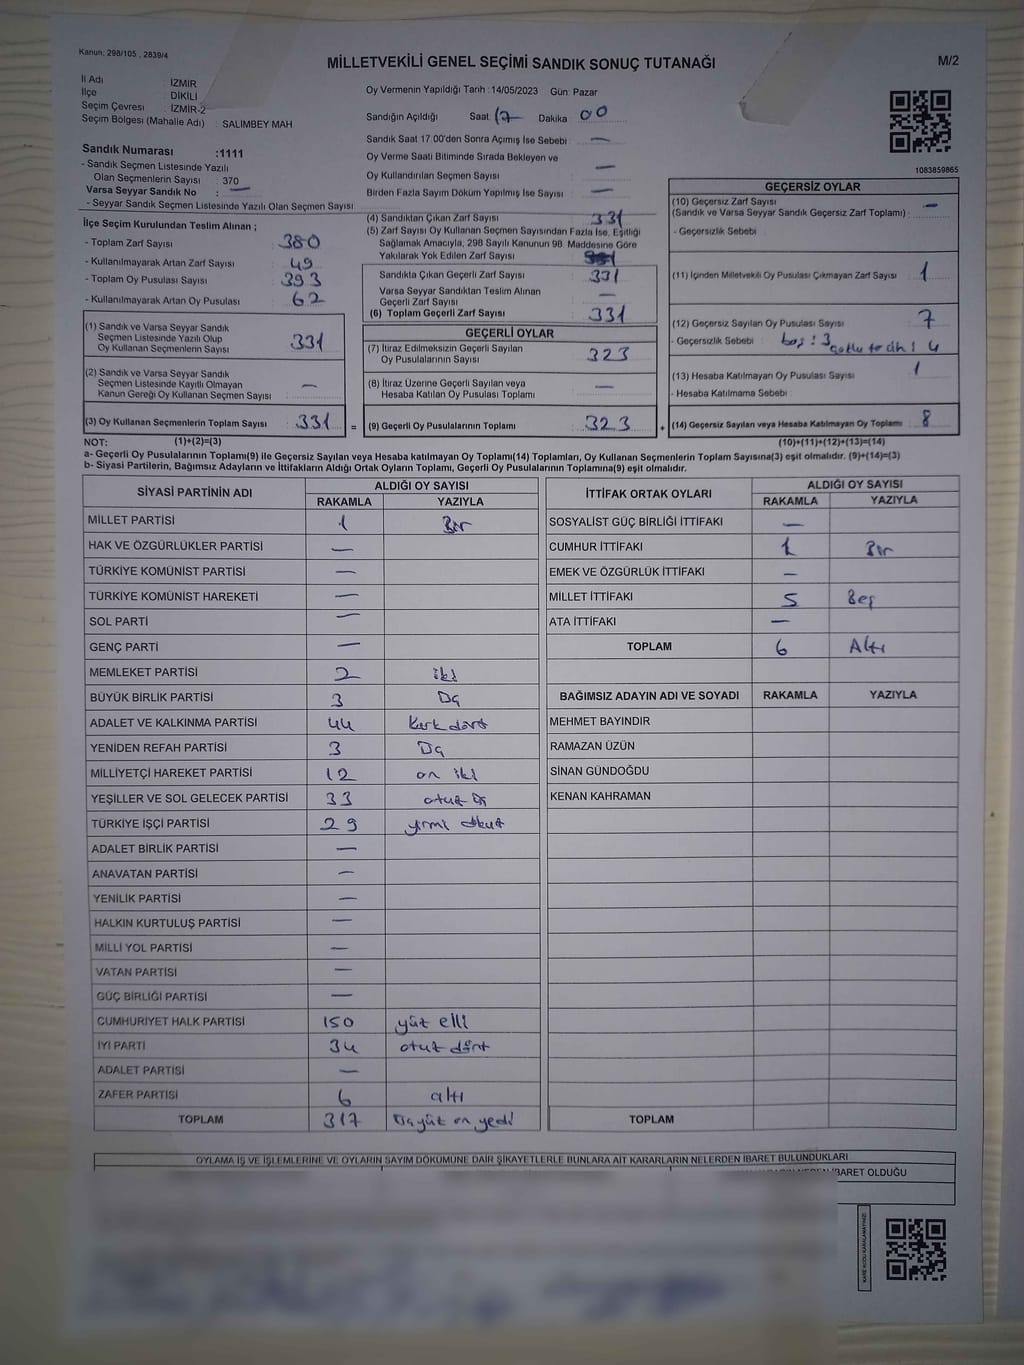 Kanun: 298/105 , 2839/4
MİLLETVEKİLİ GENEL SEÇİMİ SANDIK SONUÇ TUTANAĞI
M/2
İl Adı : İZMİR
İlçe : DİKİLİ
Seçim Çevresi : İZMİR-2
Seçim Bölgesi (Mahalle Adı) : SALIMBEY MAH
Sandık Numarası :1111
- Sandık Seçmen Listesinde Yazılı
Olan Seçmenlerin Sayısı : 370
Varsa Seyyar Sandık No : —
- Seyyar Sandık Seçmen Listesinde Yazılı Olan Seçmen Sayısı
Oy Vermenin Yapıldığı Tarih : 14/05/2023 Gün: Pazar
Sandığın Açıldığı Saat 17 Dakika 00
Sandık Saat 17.00'den Sonra Açımış İse Sebebi : —
Oy Verme Saati Bitiminde Sırada Bekleyen ve
Oy Kullandırılan Seçmen Sayısı : —
Birden Fazla Sayım Döküm Yapılmış İse Sayısı : —
1083859865
İlçe Seçim Kurulundan Teslim Alınan ;
- Toplam Zarf Sayısı : 380
- Kullanılmayarak Artan Zarf Sayısı : 49
- Toplam Oy Pusulası Sayısı : 393
- Kullanılmayarak Artan Oy Pusulası : 62
(1) Sandık ve Varsa Seyyar Sandık
Seçmen Listesinde Yazılı Olup
Oy Kullanan Seçmenlerin Sayısı : 331
(2) Sandık ve Varsa Seyyar Sandık
Seçmen Listesinde Kayıtlı Olmayan
Kanun Gereği Oy Kullanan Seçmen Sayısı : —
(3) Oy Kullanan Seçmenlerin Toplam Sayısı : 331 =
(4) Sandıktan Çıkan Zarf Sayısı : 331
(5) Zarf Sayısı Oy Kullanan Seçmen Sayısından Fazla İse, Eşitliği
Sağlamak Amacıyla, 298 Sayılı Kanunun 98. Maddesine Göre
Yakılarak Yok Edilen Zarf Sayısı :
Sandıkta Çıkan Geçerli Zarf Sayısı : 331
Varsa Seyyar Sandıktan Teslim Alınan
Geçerli Zarf Sayısı : —
(6) Toplam Geçerli Zarf Sayısı : 331
GEÇERLİ OYLAR
(7) İtiraz Edilmeksizin Geçerli Sayılan
Oy Pusulalarının Sayısı : 323
(8) İtiraz Üzerine Geçerli Sayılan veya
Hesaba Katılan Oy Pusulası Toplamı : —
(9) Geçerli Oy Pusulalarının Toplamı : 323 +
GEÇERSİZ OYLAR
(10) Geçersiz Zarf Sayısı : —
(Sandık ve Varsa Seyyar Sandık Geçersiz Zarf Toplamı)
- Geçersizlik Sebebi
(11) İçinden Milletvekili Oy Pusulası Çıkmayan Zarf Sayısı : 1
(12) Geçersiz Sayılan Oy Pusulası Sayısı : 7
- Geçersizlik Sebebi : boş : 3
4
(13) Hesaba Katılmayan Oy Pusulası Sayısı : 1
- Hesaba Katılmama Sebebi :
(14) Geçersiz Sayılan veya Hesaba Katılmayan Oy Toplamı : 8
NOT: (1)+(2)=(3)
(10)+(11)+(12)+(13)=(14)
a- Geçerli Oy Pusulalarının Toplamı(9) ile Geçersiz Sayılan veya Hesaba katılmayan Oy Toplamı(14) Toplamları, Oy Kullanan Seçmenlerin Toplam Sayısına(3) eşit olmalıdır. (9)+(14)=(3)
b- Siyasi Partilerin, Bağımsız Adayların ve İttifakların Aldığı Ortak Oyların Toplamı, Geçerli Oy Pusulalarının Toplamına(9) eşit olmalıdır.
SİYASİ PARTİNİN ADI
ALDIĞI OY SAYISI
RAKAMLA YAZIYLA
MİLLET PARTİSİ 1 Bir
HAK VE ÖZGÜRLÜKLER PARTİSİ —
TÜRKİYE KOMÜNİST PARTİSİ —
TÜRKİYE KOMÜNİST HAREKETİ —
SOL PARTİ —
GENÇ PARTİ —
MEMLEKET PARTİSİ 2 iki
BÜYÜK BİRLİK PARTİSİ 3 Üç
ADALET VE KALKINMA PARTİSİ 44 Kırk dört
YENİDEN REFAH PARTİSİ 3 Üç
MİLLİYETÇİ HAREKET PARTİSİ 12 on iki
YEŞİLLER VE SOL GELECEK PARTİSİ 33 otuz üç
TÜRKİYE İŞÇİ PARTİSİ 29 yirmi dokuz
ADALET BİRLİK PARTİSİ —
ANAVATAN PARTİSİ —
YENİLİK PARTİSİ —
HALKIN KURTULUŞ PARTİSİ —
MİLLİ YOL PARTİSİ —
VATAN PARTİSİ —
GÜÇ BİRLİĞİ PARTİSİ —
CUMHURİYET HALK PARTİSİ 150 yüz elli
İYİ PARTİ 34 otuz dört
ADALET PARTİSİ —
ZAFER PARTİSİ 6 altı
TOPLAM 317 Üçyüz on yedi
İTTİFAK ORTAK OYLARI
ALDIĞI OY SAYISI
RAKAMLA YAZIYLA
SOSYALİST GÜÇ BİRLİĞİ İTTİFAKI —
CUMHUR İTTİFAKI 1 Bir
EMEK VE ÖZGÜRLÜK İTTİFAKI —
MİLLET İTTİFAKI 5 Beş
ATA İTTİFAKI —
TOPLAM 6 Altı
BAĞIMSIZ ADAYIN ADI VE SOYADI RAKAMLA YAZIYLA
MEHMET BAYINDIR
RAMAZAN ÜZÜN
SİNAN GÜNDOĞDU
KENAN KAHRAMAN
TOPLAM
OYLAMA İŞ VE İŞLEMLERİNE VE OYLARIN SAYIM DÖKÜMÜNE DAİR ŞİKAYETLERLE BUNLARA AİT KARARLARIN NELERDEN İBARET BULUNDUKLARI
İBARET OLDUĞU
KARE KODU KARALAMAYINIZ!